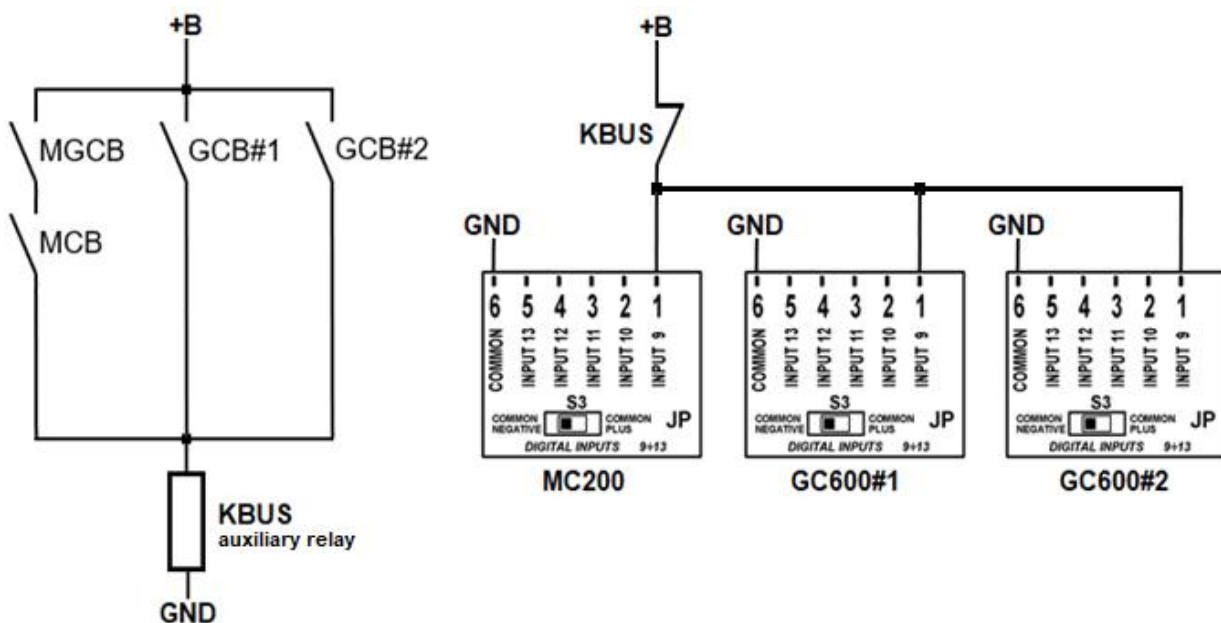 +B
MGCB
GCB#1
GCB#2
MCB
KBUS
auxiliary relay
GND
+B
KBUS
GND
6 5 4 3 2 1
COMMON
INPUT 13
INPUT 12
INPUT 11
INPUT 10
INPUT 9
S3
COMMON NEGATIVE
COMMON PLUS
JP
DIGITAL INPUTS 9÷13
MC200
GND
6 5 4 3 2 1
COMMON
INPUT 13
INPUT 12
INPUT 11
INPUT 10
INPUT 9
S3
COMMON NEGATIVE
COMMON PLUS
JP
DIGITAL INPUTS 9÷13
GC600#1
GND
6 5 4 3 2 1
COMMON
INPUT 13
INPUT 12
INPUT 11
INPUT 10
INPUT 9
S3
COMMON NEGATIVE
COMMON PLUS
JP
DIGITAL INPUTS 9÷13
GC600#2